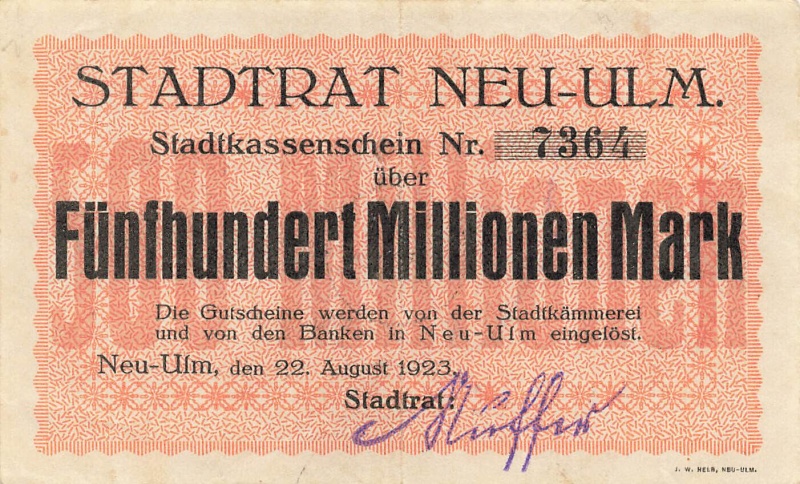 STADTRAT NEU-ULM.
Stadtkassenschein Nr. 7364
über
Fünfhundert Millionen Mark
Die Gutscheine werden von der Stadtkämmerei
und von den Banken in Neu-Ulm eingelöst.
Neu-Ulm, den 22. August 1923.
Stadtrat:
J. W. HELB, NEU-ULM.